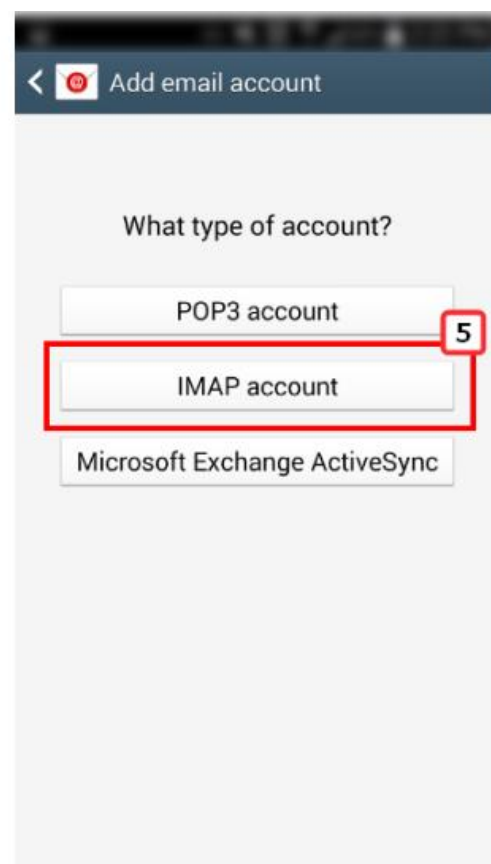 Add email account
What type of account?
POP3 account
5
IMAP account
Microsoft Exchange ActiveSync